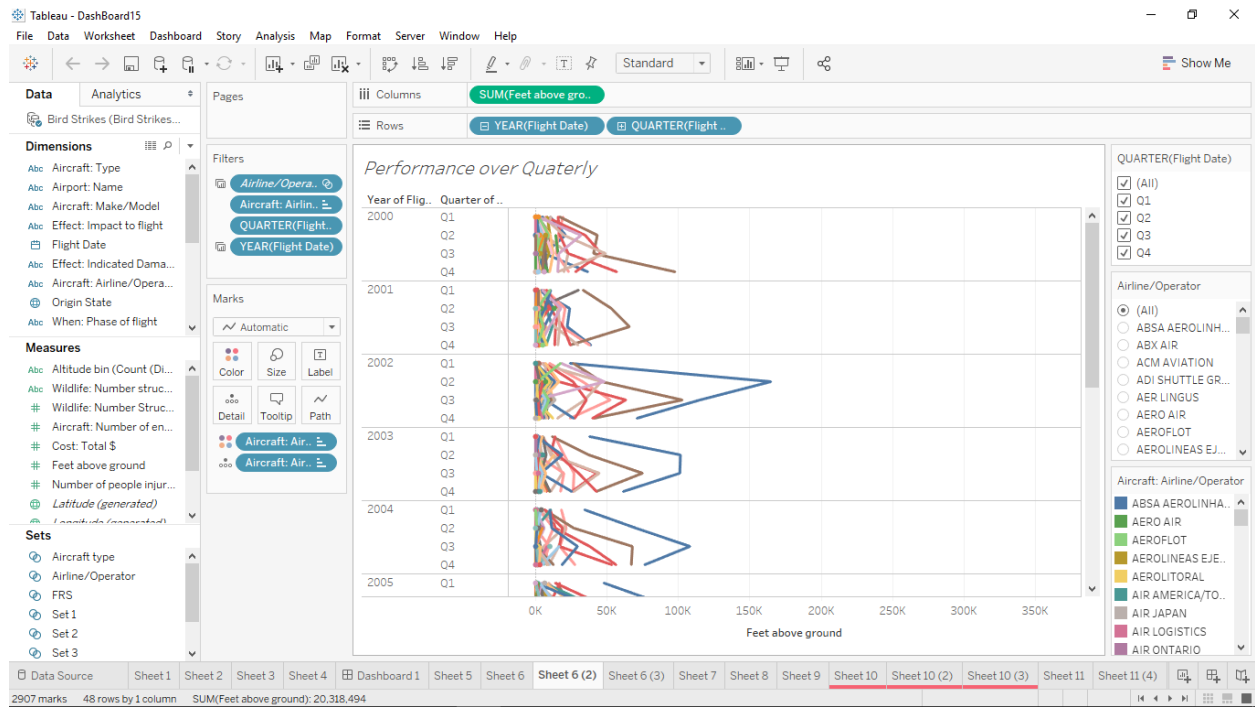 Tableau - DashBoard15
File Data Worksheet Dashboard Story Analysis Map Format Server Window Help
Standard
Show Me
Data Analytics
Bird Strikes (Bird Strikes...
Dimensions
Abc Aircraft: Type
Abc Airport: Name
Abc Aircraft: Make/Model
Abc Effect: Impact to flight
Flight Date
Abc Effect: Indicated Dama...
Abc Aircraft: Airline/Opera...
Origin State
Abc When: Phase of flight
Measures
Abc Altitude bin (Count (Di...
Abc Wildlife: Number struc...
# Wildlife: Number Struc...
# Aircraft: Number of en...
# Cost: Total $
# Feet above ground
# Number of people injur...
Latitude (generated)
Longitude (generated)
Sets
Aircraft type
Airline/Operator
FRS
Set 1
Set 2
Set 3
Pages
Filters
Airline/Opera..
Aircraft: Airlin..
QUARTER(Flight..
YEAR(Flight Date)
Marks
Automatic
Color Size Label
Detail Tooltip Path
Aircraft: Air..
Aircraft: Air..
Columns SUM(Feet above gro..
Rows YEAR(Flight Date) QUARTER(Flight ..
Performance over Quaterly
Year of Flig.. Quarter of ..
2000 Q1
Q2
Q3
Q4
2001 Q1
Q2
Q3
Q4
2002 Q1
Q2
Q3
Q4
2003 Q1
Q2
Q3
Q4
2004 Q1
Q2
Q3
Q4
2005 Q1
0K 50K 100K 150K 200K 250K 300K 350K
Feet above ground
QUARTER(Flight Date)
(All)
Q1
Q2
Q3
Q4
Airline/Operator
(All)
ABSA AEROLINH...
ABX AIR
ACM AVIATION
ADI SHUTTLE GR...
AER LINGUS
AERO AIR
AEROFLOT
AEROLINEAS EJ...
Aircraft: Airline/Operator
ABSA AEROLINHA..
AERO AIR
AEROFLOT
AEROLINEAS EJE..
AEROLITORAL
AIR AMERICA/TO..
AIR JAPAN
AIR LOGISTICS
AIR ONTARIO
Data Source Sheet 1 Sheet 2 Sheet 3 Sheet 4 Dashboard 1 Sheet 5 Sheet 6 Sheet 6 (2) Sheet 6 (3) Sheet 7 Sheet 8 Sheet 9 Sheet 10 Sheet 10 (2) Sheet 10 (3) Sheet 11 Sheet 11 (4)
2907 marks 48 rows by 1 column SUM(Feet above ground): 20,318,494